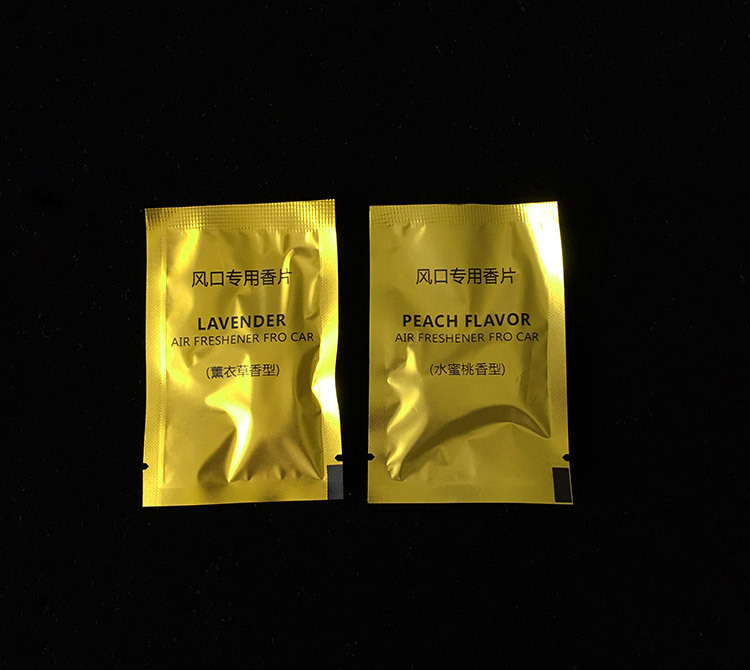 风口专用香片
LAVENDER
AIR FRESHENER FRO CAR
(薰衣草香型)
风口专用香片
PEACH FLAVOR
AIR FRESHENER FRO CAR
(水蜜桃香型)